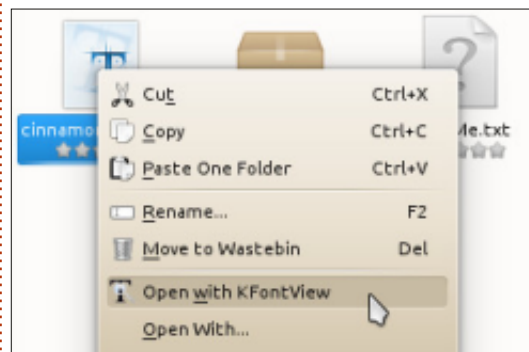 cinnamo
Me.txt
Cut Ctrl+X
Copy Ctrl+C
Paste One Folder Ctrl+V
Rename... F2
Move to Wastebin Del
Open with KFontView
Open With...